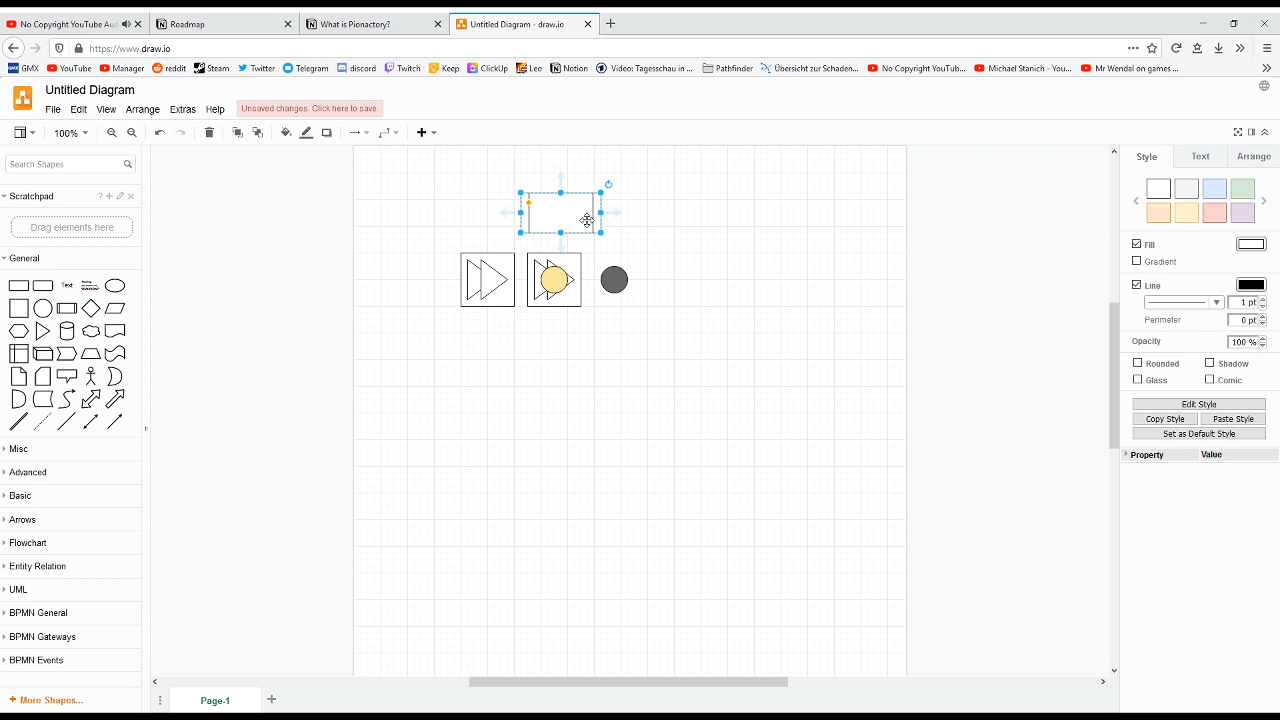 No Copyright YouTube Aud
Roadmap
What is Pionactory?
Untitled Diagram - draw.io
https://www.draw.io
GMX
YouTube
Manager
reddit
Steam
Twitter
Telegram
discord
Twitch
Keep
ClickUp
I...
Notion
Video: Tagesschau in ...
Pathfinder
Übersicht zu Schaden...
No Copyright YouTub...
Michael Stanich - You...
Mr Wendal on games...
Untitled Diagram
File
Edit
View
Arrange
Extras
Help
Unsaved changes. Click here to save.
100%
Search Shapes
Scratchpad
Drag elements here
General
Text
Misc
Advanced
Basic
Arrows
Flowchart
Entity Relation
UML
BPMN General
BPMN Gateways
BPMN Events
+ More Shapes...
Page-1
Style
Text
Arrange
Fill
Gradient
Line
1 pt
Perimeter
0 pt
Opacity
100 %
Rounded
Shadow
Glass
Comic
Edit Style
Copy Style
Paste Style
Set as Default Style
Property
Value